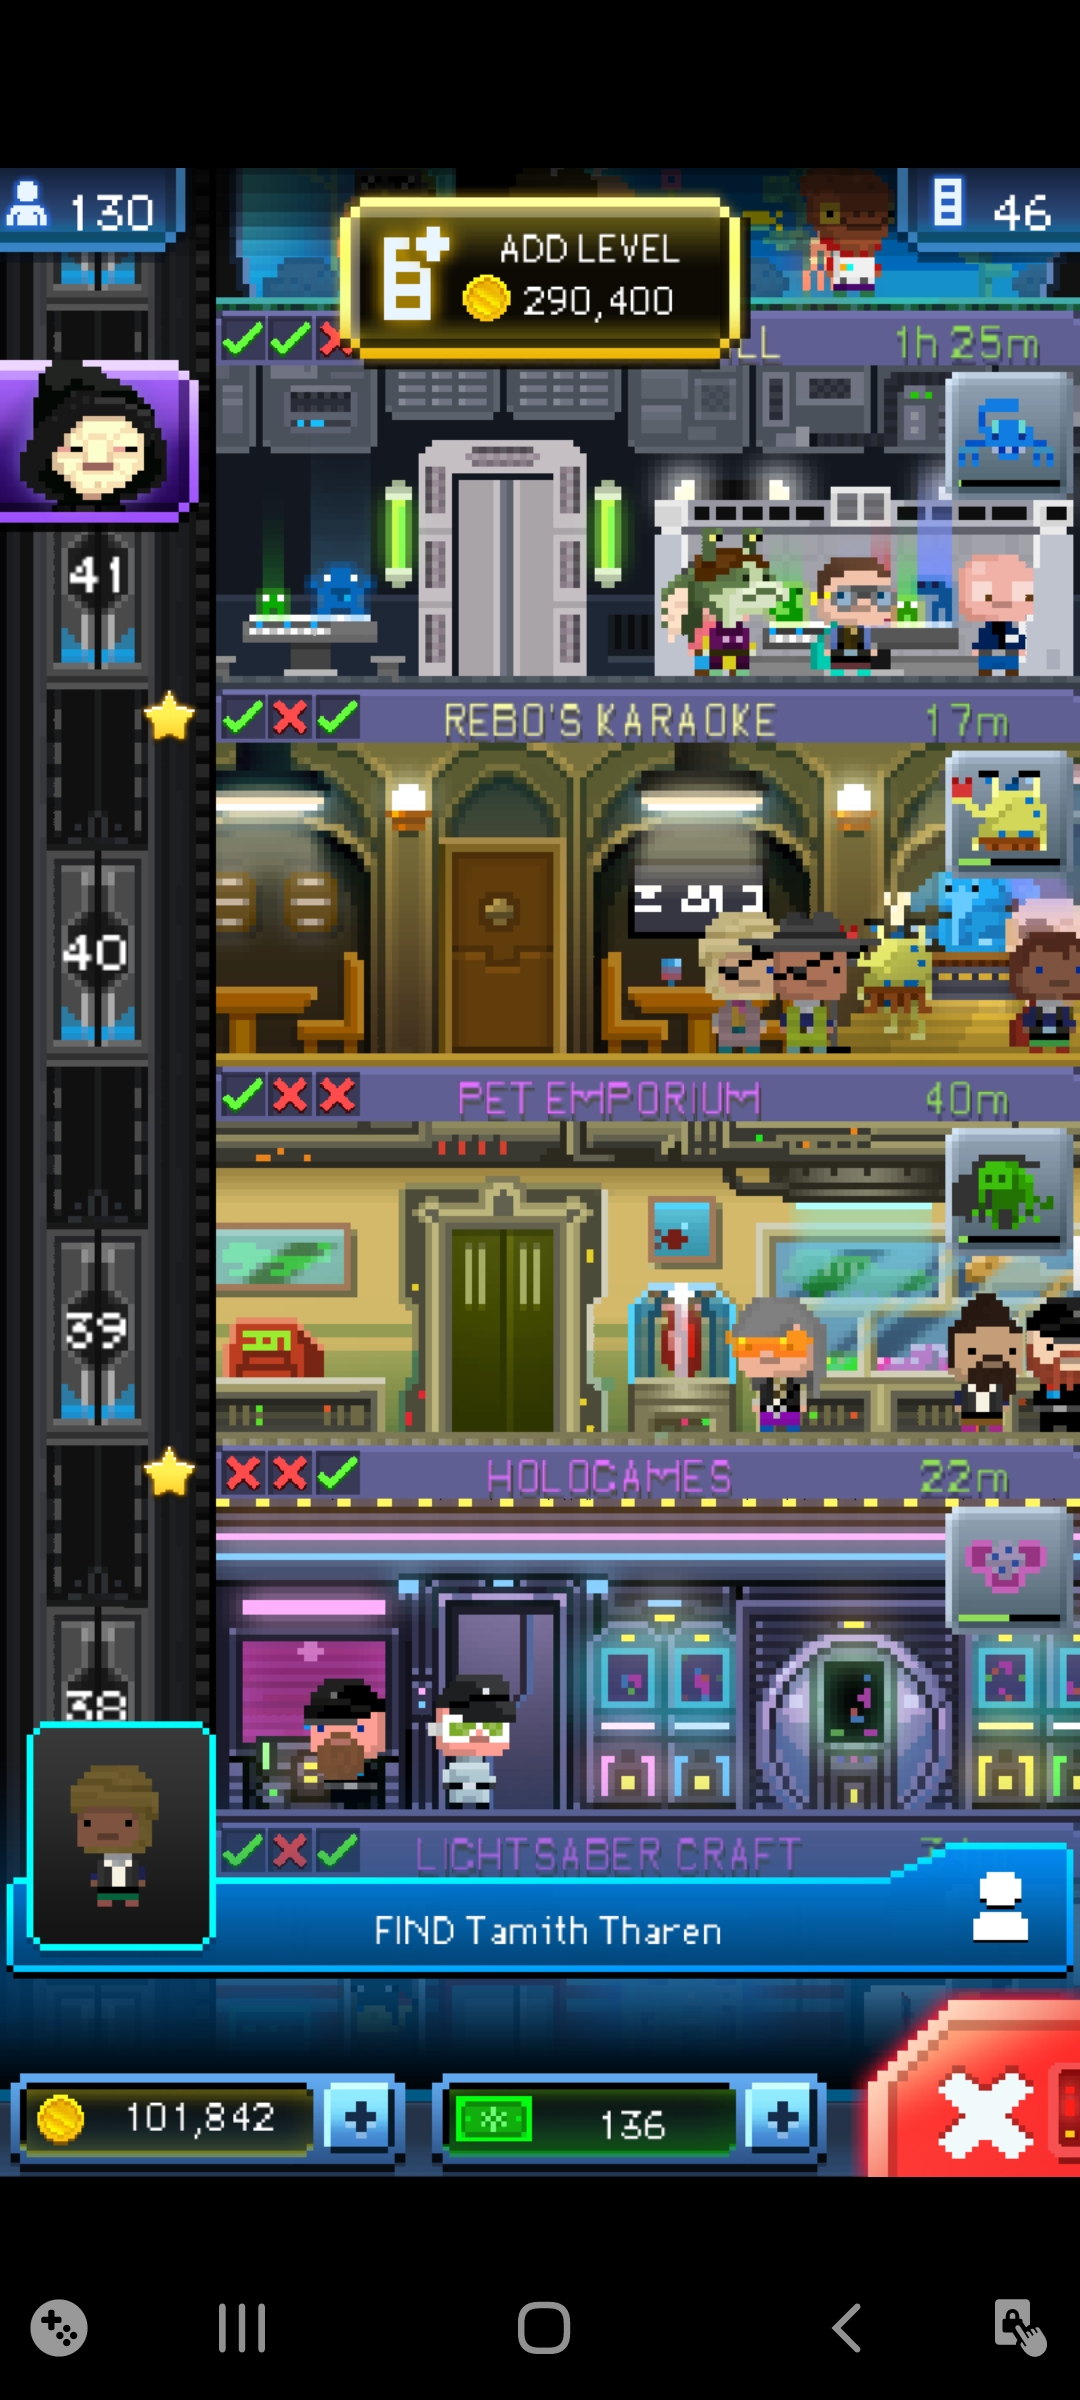 130
ADD LEVEL
290,400
46
LL
1h 25m
41
REBO'S KARAOKE
17m
40
PET EMPORIUM
40m
39
HOLOGAMES
22m
38
LIGHTSABER CRAFT
FIND Tamith Tharen
101,842
136